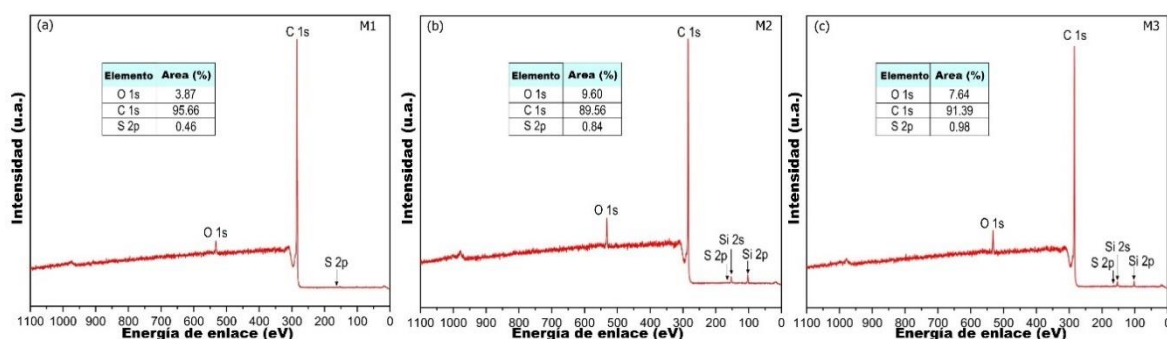 (a) M1
C 1s
Elemento Area (%)
O 1s 3.87
C 1s 95.66
S 2p 0.46
O 1s
S 2p
Intensidad (u.a.)
1100 1000 900 800 700 600 500 400 300 200 100 0
Energía de enlace (eV)
(b) M2
C 1s
Elemento Area (%)
O 1s 9.60
C 1s 89.56
S 2p 0.84
O 1s
Si 2s
S 2p Si 2p
Intensidad (u.a.)
1100 1000 900 800 700 600 500 400 300 200 100 0
Energía de enlace (eV)
(c) M3
C 1s
Elemento Area (%)
O 1s 7.64
C 1s 91.39
S 2p 0.98
O 1s
Si 2s
S 2p Si 2p
Intensidad (u.a.)
1100 1000 900 800 700 600 500 400 300 200 100 0
Energía de enlace (eV)